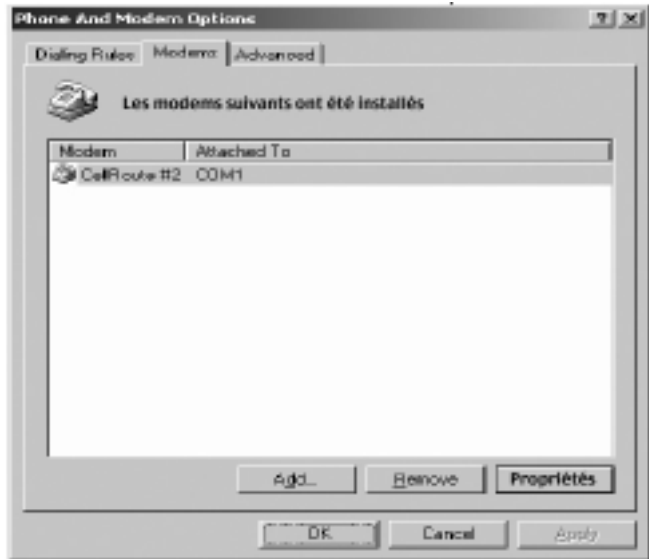 Phone And Modem Options
Dialing Rules Modems Advanced
Les modems suivants ont été installés
Modem Attached To
CellRoute #2 COM1
Add... Remove Propriétés
OK Cancel Apply